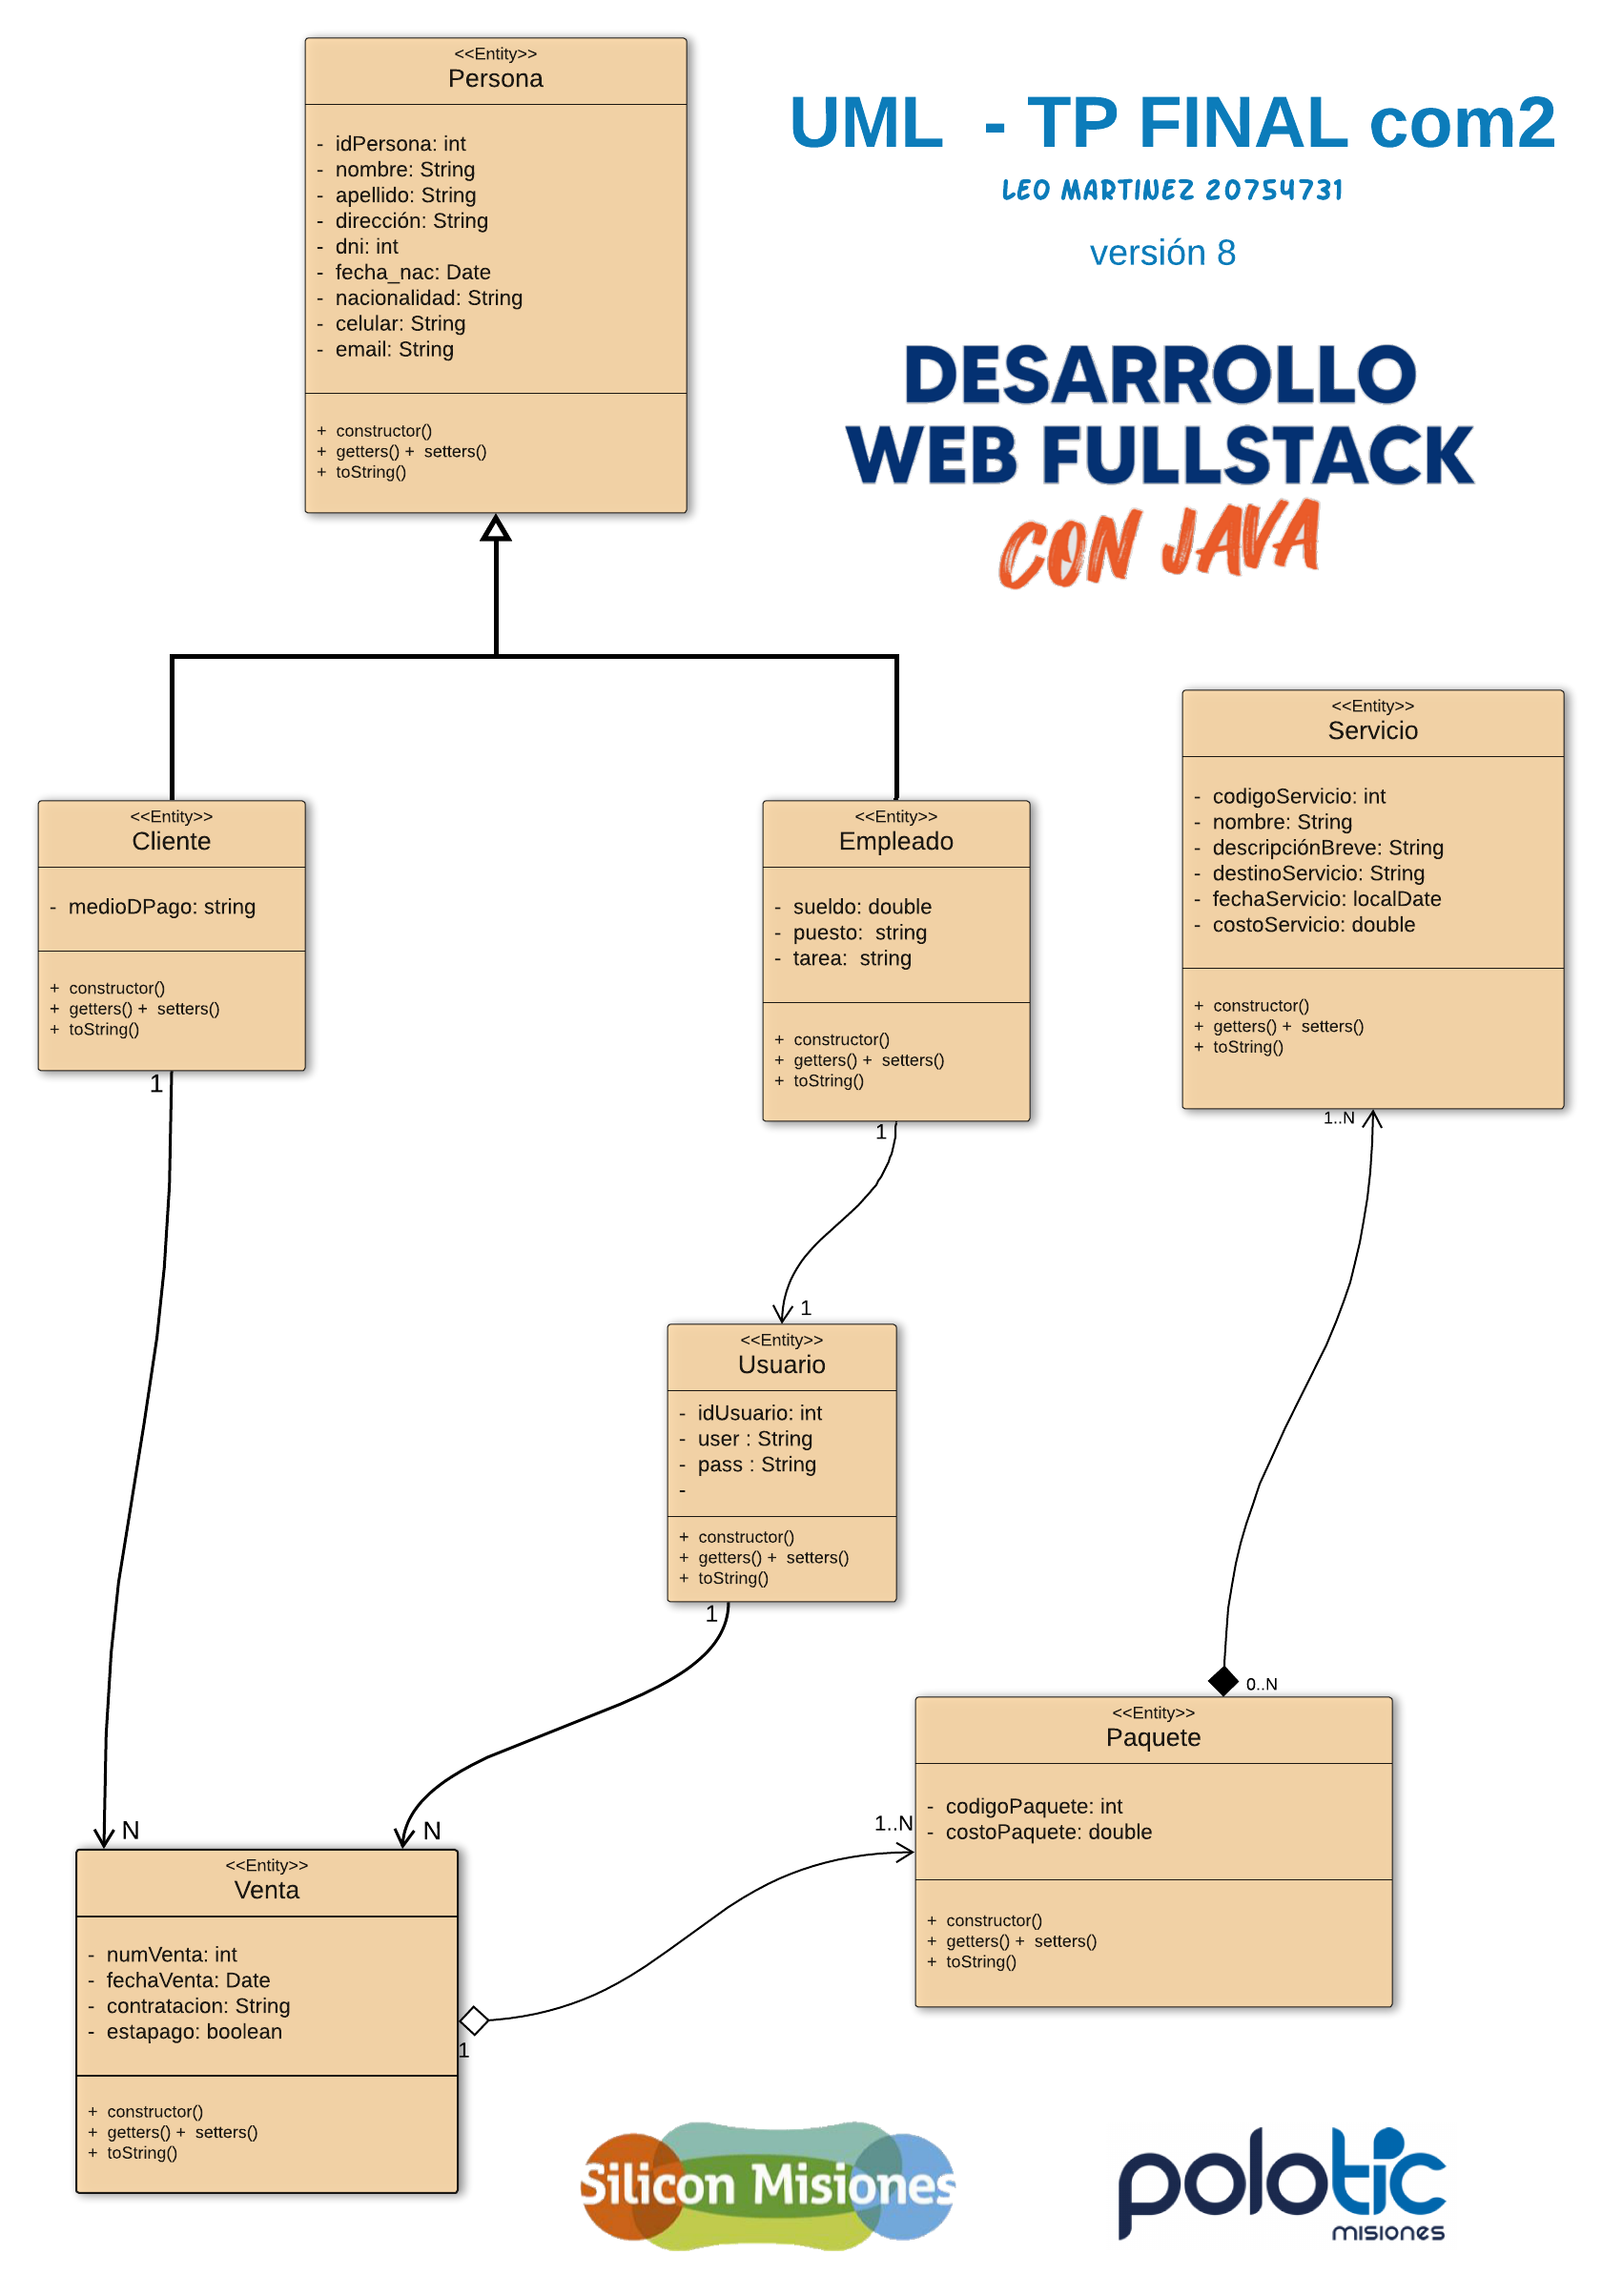 <<Entity>>
Persona
- idPersona: int
- nombre: String
- apellido: String
- dirección: String
- dni: int
- fecha_nac: Date
- nacionalidad: String
- celular: String
- email: String
+ constructor()
+ getters() + setters()
+ toString()
UML - TP FINAL com2
LEO MARTINEZ 20754731
versión 8
DESARROLLO
WEB FULLSTACK
CON JAVA
<<Entity>>
Cliente
- medioDPago: string
+ constructor()
+ getters() + setters()
+ toString()
1
<<Entity>>
Empleado
- sueldo: double
- puesto: string
- tarea: string
+ constructor()
+ getters() + setters()
+ toString()
1
<<Entity>>
Servicio
- codigoServicio: int
- nombre: String
- descripciónBreve: String
- destinoServicio: String
- fechaServicio: localDate
- costoServicio: double
+ constructor()
+ getters() + setters()
+ toString()
1..N
1
<<Entity>>
Usuario
- idUsuario: int
- user : String
- pass : String
-
+ constructor()
+ getters() + setters()
+ toString()
1
0..N
<<Entity>>
Paquete
- codigoPaquete: int
- costoPaquete: double
+ constructor()
+ getters() + setters()
+ toString()
1..N
N
N
<<Entity>>
Venta
- numVenta: int
- fechaVenta: Date
- contratacion: String
- estapago: boolean
+ constructor()
+ getters() + setters()
+ toString()
1
Silicon Misiones
polotic
misiones